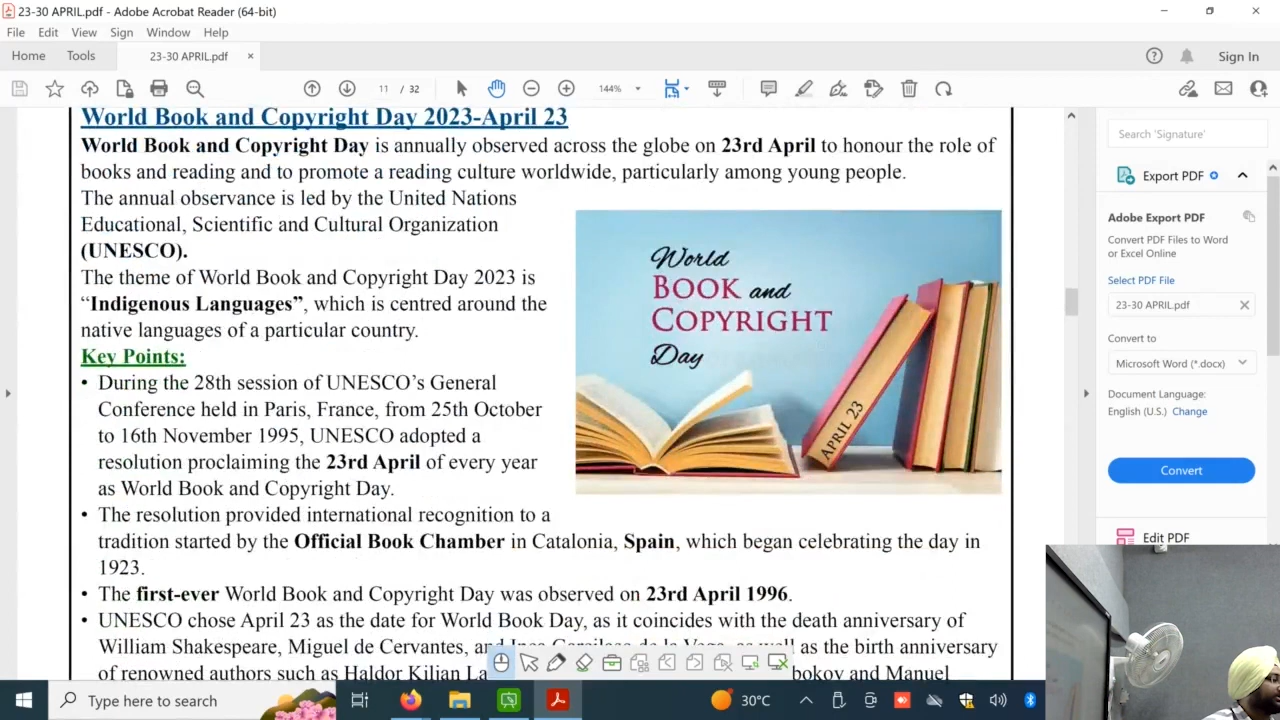 23-30 APRIL.pdf - Adobe Acrobat Reader (64-bit)
File Edit View Sign Window Help
Home Tools 23-30 APRIL.pdf × Sign In
11 / 32 144%
World Book and Copyright Day 2023-April 23
World Book and Copyright Day is annually observed across the globe on 23rd April to honour the role of
books and reading and to promote a reading culture worldwide, particularly among young people.
The annual observance is led by the United Nations
Educational, Scientific and Cultural Organization
(UNESCO).
The theme of World Book and Copyright Day 2023 is
“Indigenous Languages”, which is centred around the
native languages of a particular country.
Key Points:
• During the 28th session of UNESCO’s General
Conference held in Paris, France, from 25th October
to 16th November 1995, UNESCO adopted a
resolution proclaiming the 23rd April of every year
as World Book and Copyright Day.
• The resolution provided international recognition to a
tradition started by the Official Book Chamber in Catalonia, Spain, which began celebrating the day in
1923.
• The first-ever World Book and Copyright Day was observed on 23rd April 1996.
• UNESCO chose April 23 as the date for World Book Day, as it coincides with the death anniversary of
William Shakespeare, Miguel de Cervantes, and Inca Garcilaso de la Vega, as well as the birth anniversary
of renowned authors such as Haldor Kilian La bokov and Manuel
World
BOOK and
COPYRIGHT
Day
APRIL 23
Search 'Signature'
Export PDF
Adobe Export PDF
Convert PDF Files to Word
or Excel Online
Select PDF File
23-30 APRIL.pdf
Convert to
Microsoft Word (*.docx)
Document Language:
English (U.S.) Change
Convert
Edit PDF
Type here to search
30°C